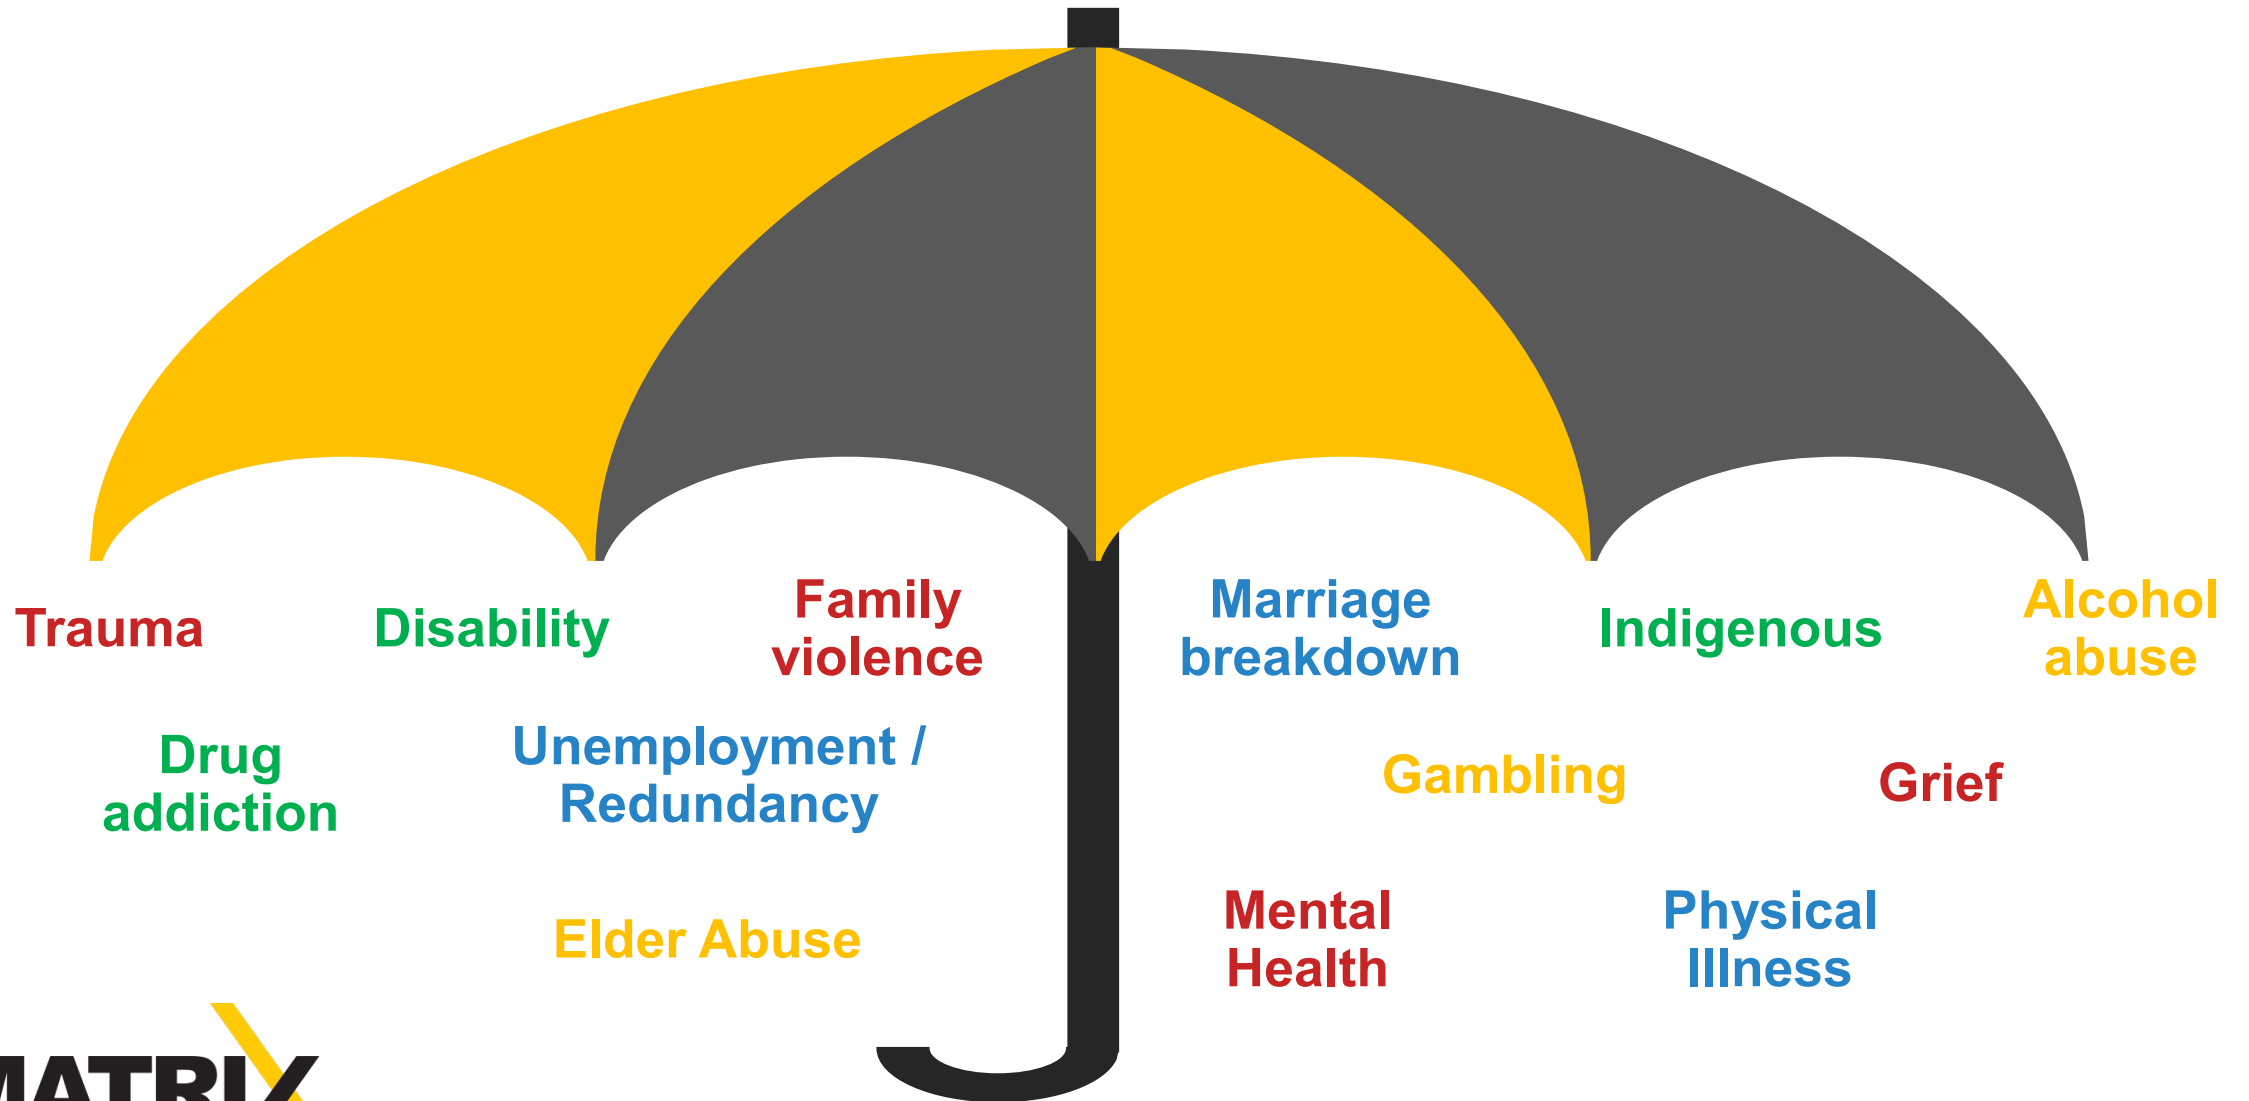 Trauma
Disability
Family
violence
Marriage
breakdown
Indigenous
Alcohol
abuse
Drug
addiction
Unemployment /
Redundancy
Gambling
Grief
Elder Abuse
Mental
Health
Physical
Illness
MATRIX